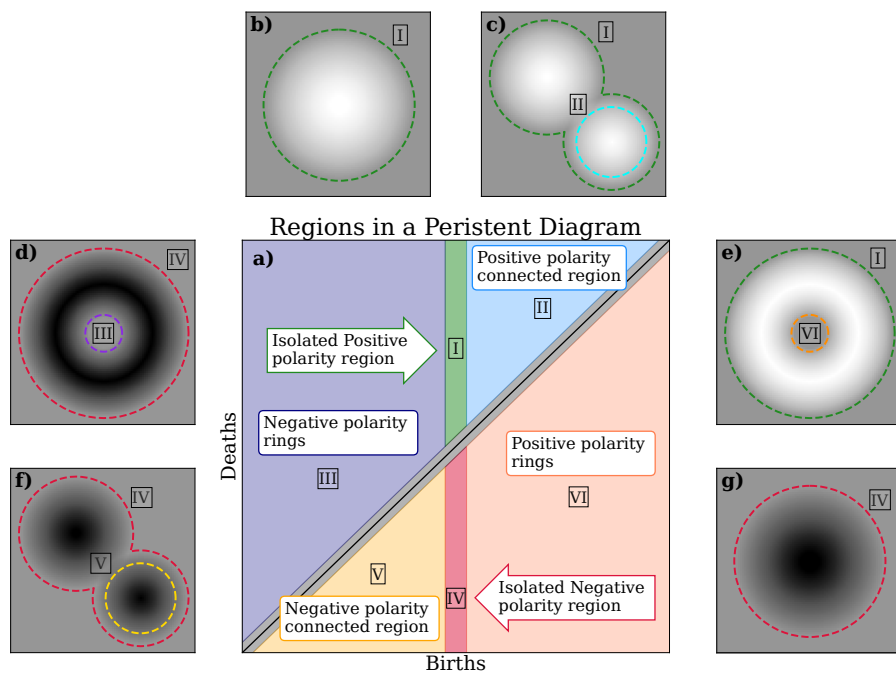 b)
I
c)
I
II
Regions in a Peristent Diagram
d)
IV
III
a)
Positive polarity
connected region
II
Isolated Positive
polarity region
I
Negative polarity
rings
III
Positive polarity
rings
VI
V
Negative polarity
connected region
IV
Isolated Negative
polarity region
Deaths
Births
e)
I
VI
f)
IV
V
g)
IV